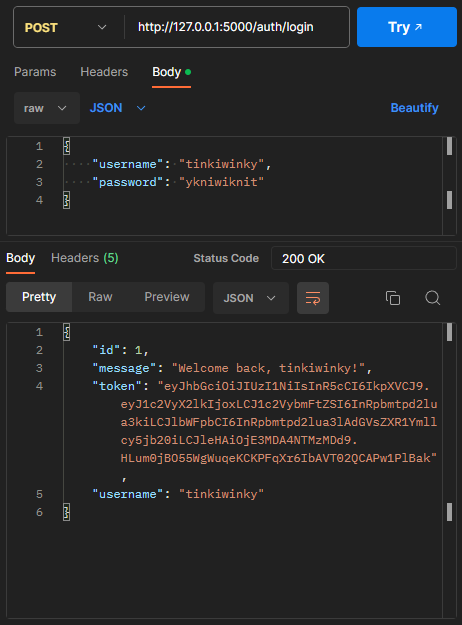 POST http://127.0.0.1:5000/auth/login Try
Params Headers Body
raw JSON Beautify
1 {
2 "username": "tinkiwinky",
3 "password": "ykniwiknit"
4 }
Body Headers (5) Status Code 200 OK
Pretty Raw Preview JSON
1 {
2 "id": 1,
3 "message": "Welcome back, tinkiwinky!",
4 "token": "eyJhbGciOiJIUzI1NiIsInR5cCI6IkpXVCJ9.
eyJ1c2VyX2lkIjoxLCJ1c2VybmFtZSI6InRpbmtpd2lua
a3kiLCJlbWFpbCI6InRpbmtpd2lua3lAdGVsZXR1Ymll
cy5jb20iLCJleHAiOjE3MDA4NTMzMDd9.
HLum0jBO55WgWuqeKCKPFqXr6IbAVT02QCAPw1PlBak"
,
5 "username": "tinkiwinky"
6 }